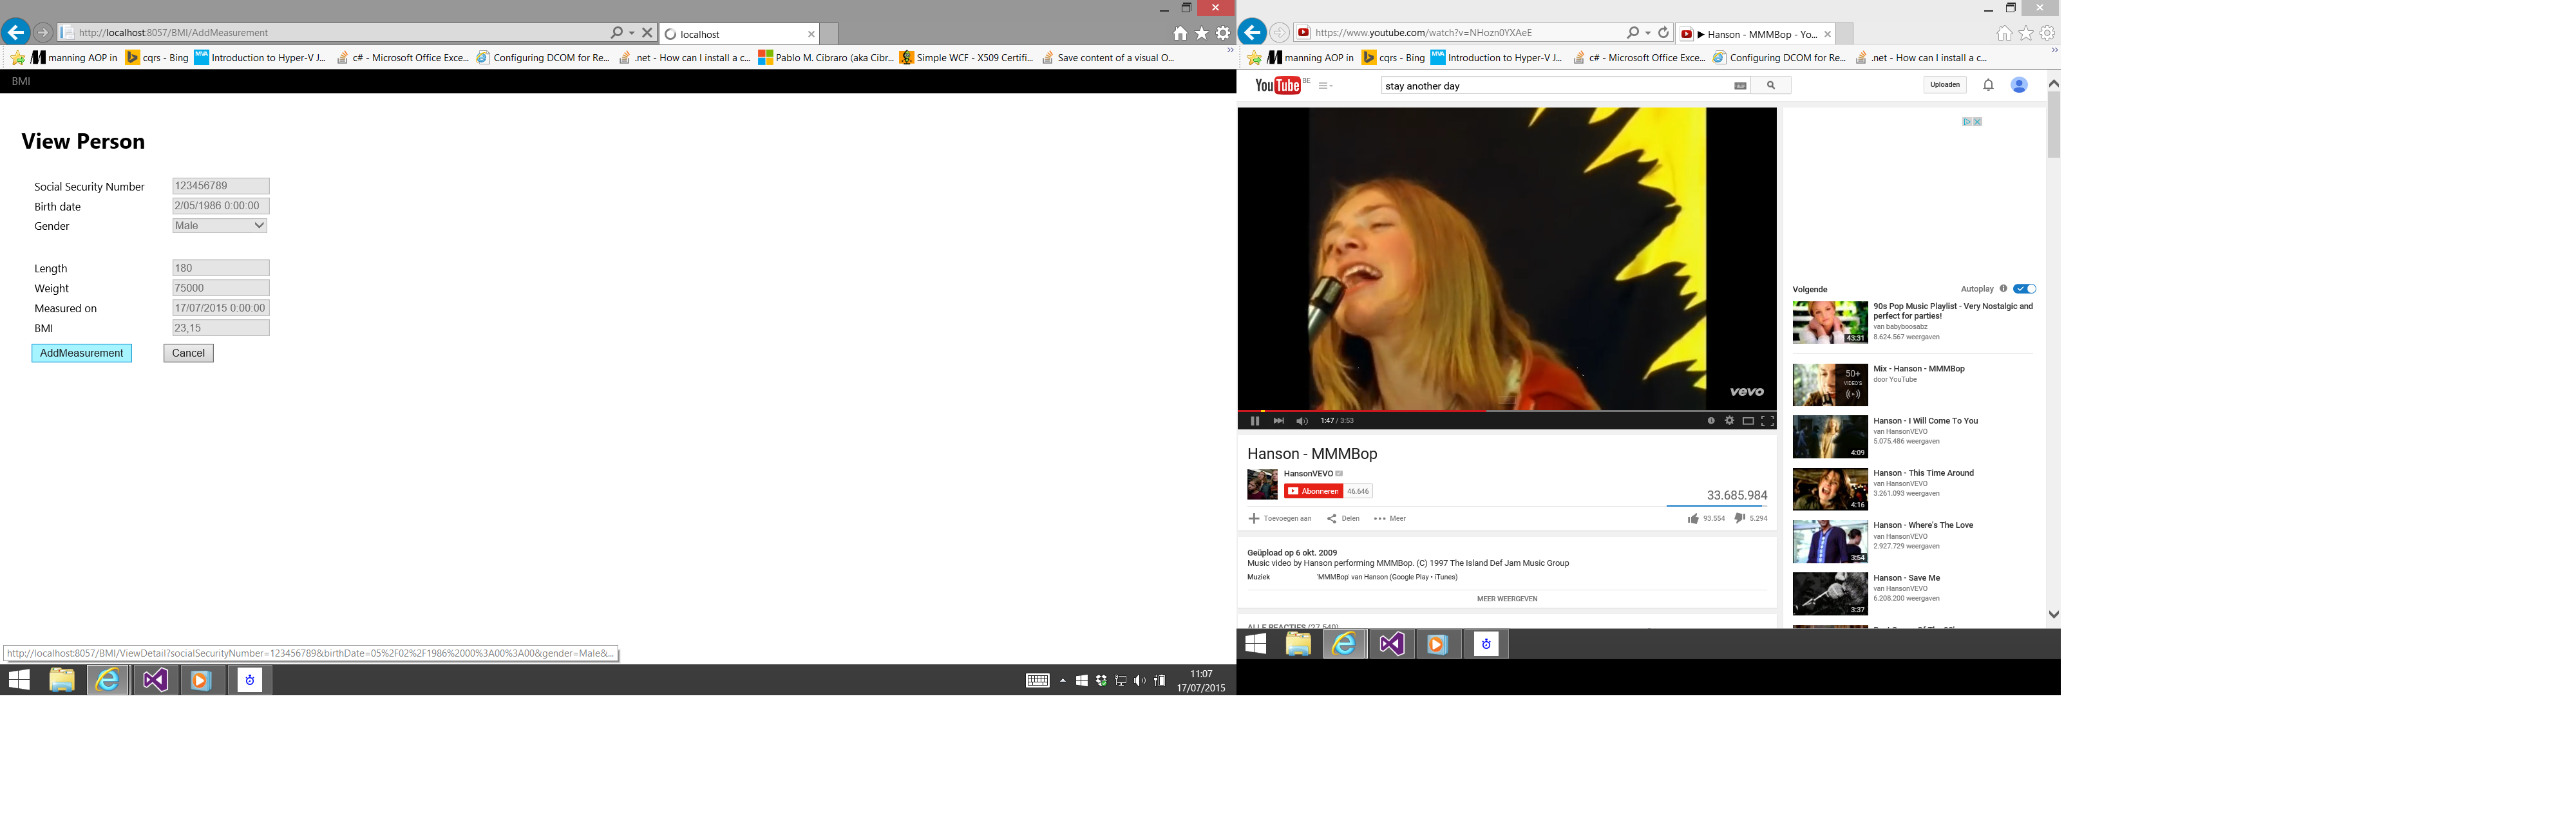 http://localhost:8057/BMI/AddMeasurement
localhost
manning AOP in
cqrs - Bing
Introduction to Hyper-V J...
c# - Microsoft Office Exce...
Configuring DCOM for Re...
.net - How can I install a c...
Pablo M. Cibraro (aka Cibr...
Simple WCF - X509 Certifi...
Save content of a visual O...
BMI
View Person
Social Security Number 123456789
Birth date 2/05/1986 0:00:00
Gender Male
Length 180
Weight 75000
Measured on 17/07/2015 0:00:00
BMI 23,15
AddMeasurement Cancel
http://localhost:8057/BMI/ViewDetail?socialSecurityNumber=123456789&birthDate=05%2F02%2F1986%2000%3A00%3A00&gender=Male&...
11:07
17/07/2015
https://www.youtube.com/watch?v=NHozn0YXAeE
Hanson - MMMBop - Yo...
manning AOP in
cqrs - Bing
Introduction to Hyper-V J...
c# - Microsoft Office Exce...
Configuring DCOM for Re...
.net - How can I install a c...
YouTube BE
stay another day
Uploaden
vevo
1:47 / 3:53
Hanson - MMMBop
HansonVEVO
Abonneren 46.646
33.685.984
Toevoegen aan Delen Meer
93.554 5.294
Geüpload op 6 okt. 2009
Music video by Hanson performing MMMBop. (C) 1997 The Island Def Jam Music Group
Muziek 'MMMBop' van Hanson (Google Play • iTunes)
MEER WEERGEVEN
ALLE REACTIES (27.540)
Volgende Autoplay
90s Pop Music Playlist - Very Nostalgic and
perfect for parties!
van babyboosabz
8.624.567 weergaven
43:31
Mix - Hanson - MMMBop
door YouTube
50+
VIDEO'S
Hanson - I Will Come To You
van HansonVEVO
5.075.486 weergaven
4:09
Hanson - This Time Around
van HansonVEVO
3.261.093 weergaven
4:16
Hanson - Where's The Love
van HansonVEVO
2.927.729 weergaven
3:54
Hanson - Save Me
van HansonVEVO
6.208.200 weergaven
3:37